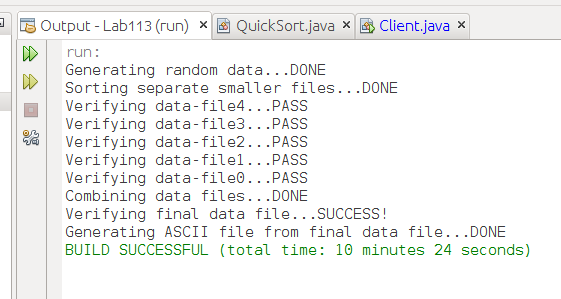 Output - Lab113 (run) × QuickSort.java × Client.java ×
run:
Generating random data...DONE
Sorting separate smaller files...DONE
Verifying data-file4...PASS
Verifying data-file3...PASS
Verifying data-file2...PASS
Verifying data-file1...PASS
Verifying data-file0...PASS
Combining data files...DONE
Verifying final data file...SUCCESS!
Generating ASCII file from final data file...DONE
BUILD SUCCESSFUL (total time: 10 minutes 24 seconds)